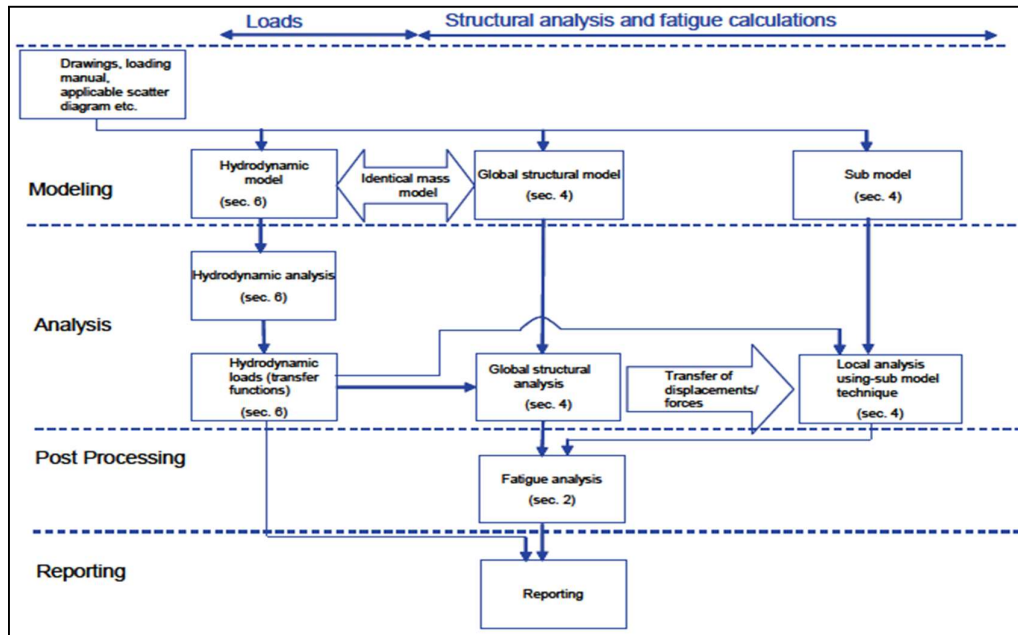 Loads
Structural analysis and fatigue calculations
Drawings, loading
manual,
applicable scatter
diagram etc.
Modeling
Hydrodynamic
model
(sec. 6)
Identical mass
model
Global structural model
(sec. 4)
Sub model
(sec. 4)
Analysis
Hydrodynamic analysis
(sec. 6)
Hydrodynamic
loads (transfer
functions)
(sec. 6)
Global structural
analysis
(sec. 4)
Transfer of
displacements/
forces
Local analysis
using-sub model
technique
(sec. 4)
Post Processing
Fatigue analysis
(sec. 2)
Reporting
Reporting